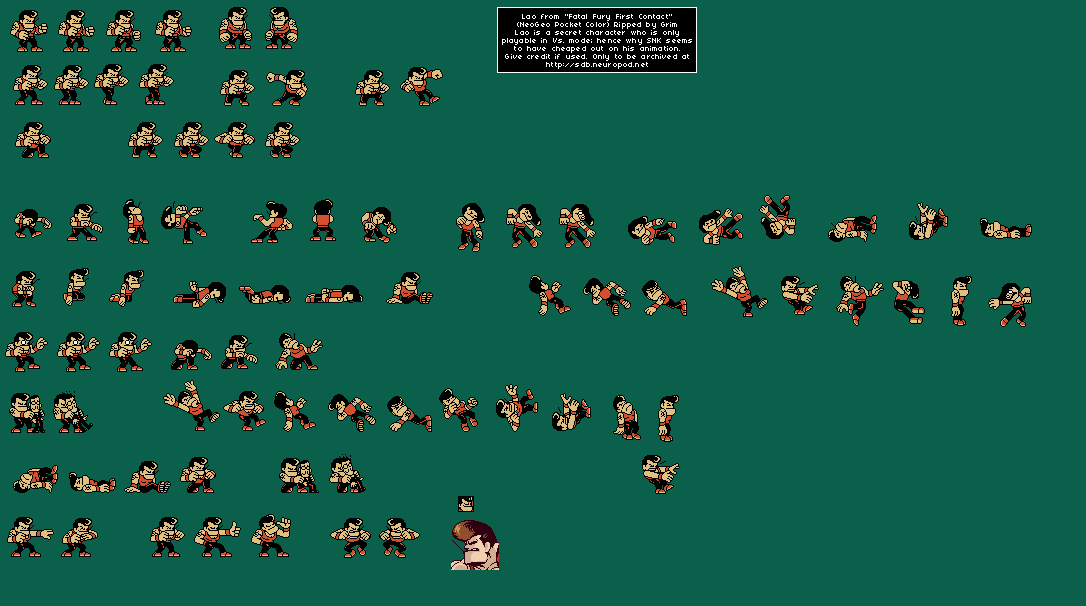 Lao from "Fatal Fury First Contact"
(NeoGeo Pocket Color) Ripped by Grim
Lao is a secret character who is only
playable in Vs. mode; hence why SNK seems
to have cheaped out on his animation.
Give credit if used. Only to be archived at
http://sdb.neuropod.net